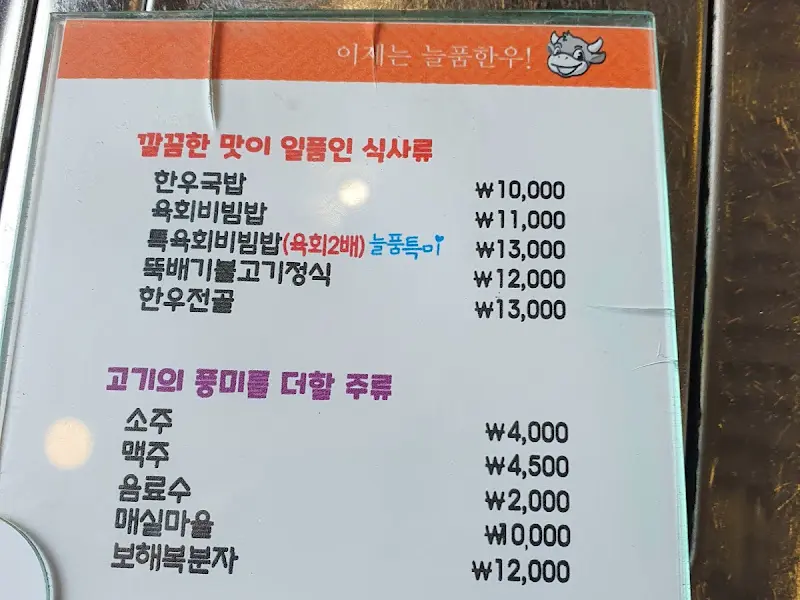 이제는 늘품한우!
깔끔한 맛이 일품인 식사류
한우국밥 ₩10,000
육회비빔밥 ₩11,000
특육회비빔밥(육회2배) 늘품특미 ₩13,000
뚝배기불고기정식 ₩12,000
한우전골 ₩13,000
고기의 풍미를 더할 주류
소주 ₩4,000
맥주 ₩4,500
음료수 ₩2,000
매실마을 ₩10,000
보해복분자 ₩12,000